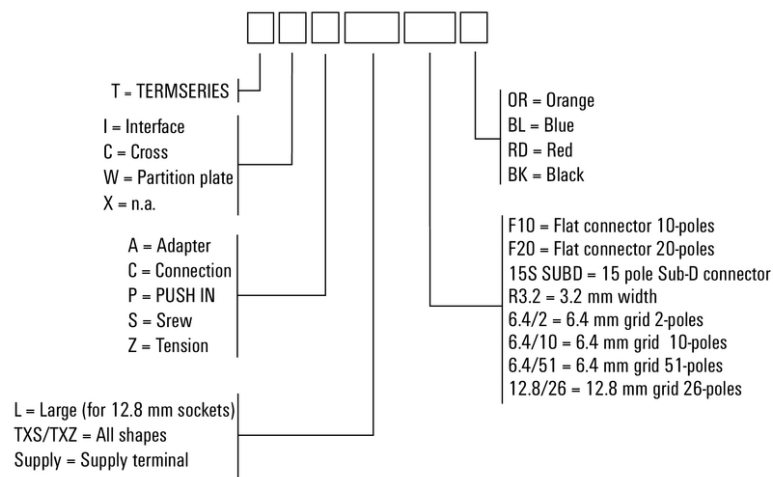 T = TERMSERIES
I = Interface
C = Cross
W = Partition plate
X = n.a.
A = Adapter
C = Connection
P = PUSH IN
S = Srew
Z = Tension
L = Large (for 12.8 mm sockets)
TXS/TXZ = All shapes
Supply = Supply terminal
OR = Orange
BL = Blue
RD = Red
BK = Black
F10 = Flat connector 10-poles
F20 = Flat connector 20-poles
15S SUBD = 15 pole Sub-D connector
R3.2 = 3.2 mm width
6.4/2 = 6.4 mm grid 2-poles
6.4/10 = 6.4 mm grid  10-poles
6.4/51 = 6.4 mm grid 51-poles
12.8/26 = 12.8 mm grid 26-poles